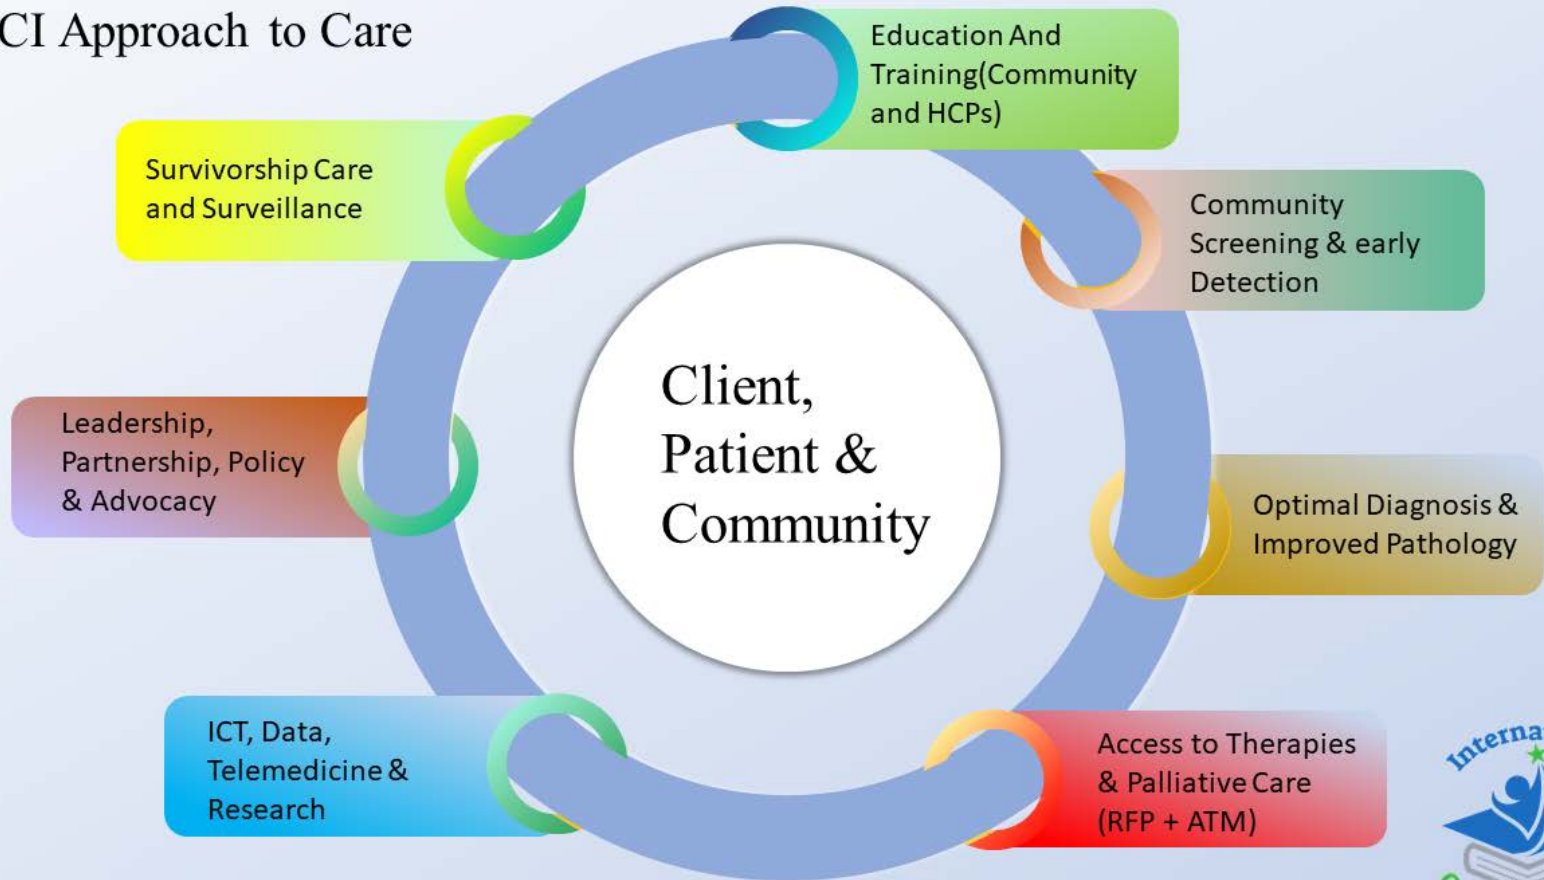 CI Approach to Care
Education And
Training(Community
and HCPs)
Community
Screening & early
Detection
Optimal Diagnosis &
Improved Pathology
Access to Therapies
& Palliative Care
(RFP + ATM)
ICT, Data,
Telemedicine &
Research
Leadership,
Partnership, Policy
& Advocacy
Survivorship Care
and Surveillance
Client,
Patient &
Community